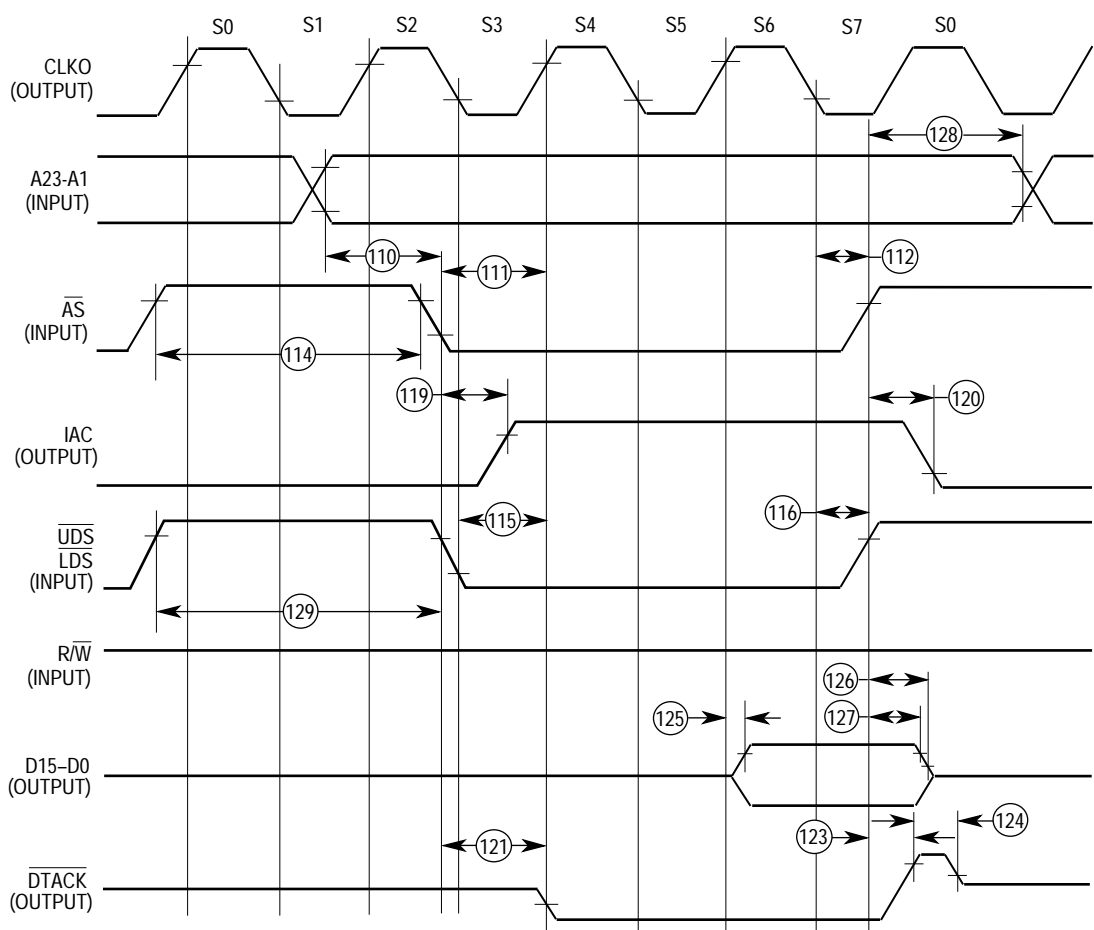 S0 S1 S2 S3 S4 S5 S6 S7 S0
CLKO
(OUTPUT)
128
A23-A1
(INPUT)
110
111
112
AS
(INPUT)
114
119
120
IAC
(OUTPUT)
115
116
UDS
LDS
(INPUT)
129
R/W
(INPUT)
126
125
127
D15–D0
(OUTPUT)
123
124
121
DTACK
(OUTPUT)